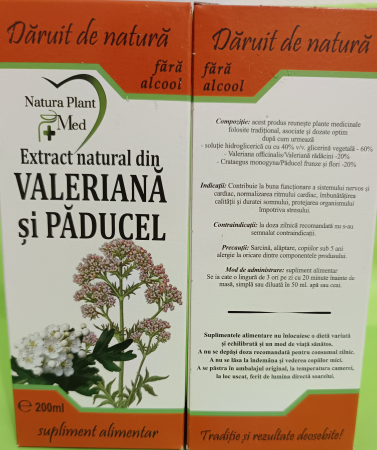 Dăruit de natură
fără
alcool
Natura Plant
Med
Extract natural din
VALERIANĂ
și PĂDUCEL
200ml
supliment alimentar
Dăruit de natură
fără
alcool
Compoziție: acest produs reunește plante medicinale
folosite tradițional, asociate și dozate optim
după cum urmează
- soluție hidroglicerică cu cu 40% v/v. glicerină vegetală - 60%
- Valeriana officinalis/Valeriană rădăcini -20%
- Crataegus monogyna/Păducel frunze și flori -20%
Indicații: Contribuie la buna funcționare a sistemului nervos și
cardiac, normalizarea ritmului cardiac, îmbunătățirea
calității și duratei somnului, protejarea organismului
împotriva stresului.
Contraindicații: la doza zilnică recomandată nu s-au
semnalat contraindicații.
Precauții: Sarcină, alăptare, copiilor sub 5 ani
alergie la oricare dintre componentele produsului.
Mod de administrare: supliment alimentar
Se ia câte o lingură de 3-ori pe zi cu 20 minute înainte de
masă, simplă sau diluată în 50 ml. apă sau ceai.
Suplimentele alimentare nu înlocuiesc o dietă variată
și echilibrată și un mod de viață sănătos.
A nu se depăși doza recomandată pentru consumul zilnic.
A nu se lăsa la îndemâna și vederea copiilor mici.
A se păstra în ambalajul original, la temperatura camerei,
la loc uscat, ferit de lumina directă soarelui.
Tradiție și rezultate deosebite!